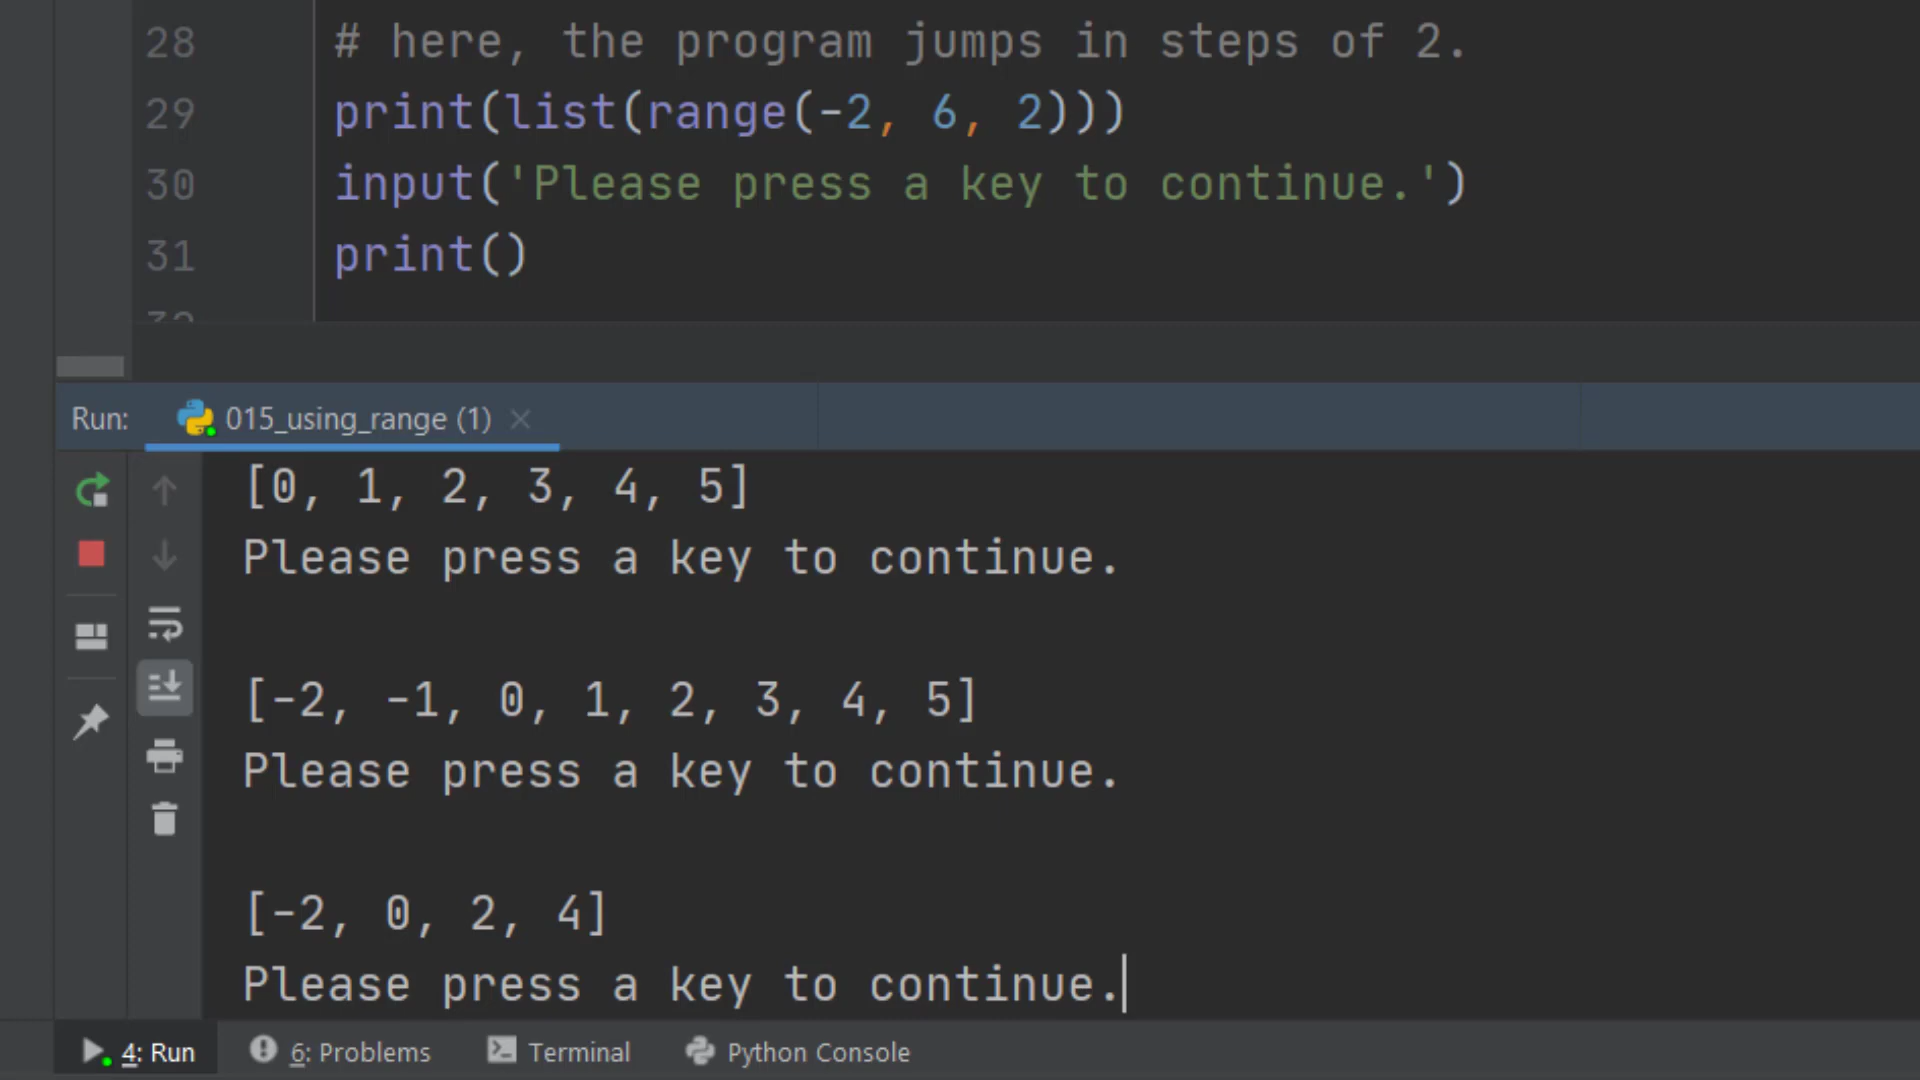 28 # here, the program jumps in steps of 2.
29 print(list(range(-2, 6, 2)))
30 input('Please press a key to continue.')
31 print()
Run: 015_using_range (1)
[0, 1, 2, 3, 4, 5]
Please press a key to continue.
[-2, -1, 0, 1, 2, 3, 4, 5]
Please press a key to continue.
[-2, 0, 2, 4]
Please press a key to continue.
4: Run 6: Problems Terminal Python Console